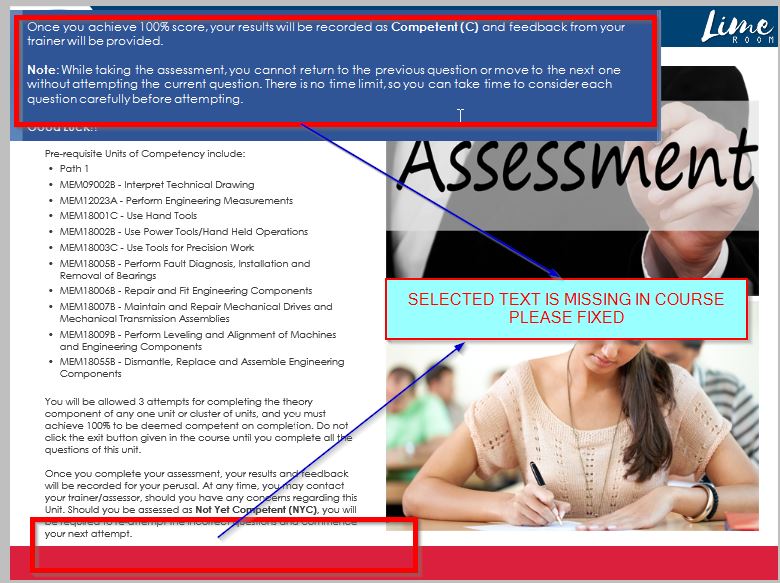 Once you achieve 100% score, your results will be recorded as Competent (C) and feedback from your
trainer will be provided.
Note: While taking the assessment, you cannot return to the previous question or move to the next one
without attempting the current question. There is no time limit, so you can take time to consider each
question carefully before attempting.
Good Luck!!
Lime
ROOM
Assessment
Pre-requisite Units of Competency include:
• Path 1
• MEM09002B - Interpret Technical Drawing
• MEM12023A - Perform Engineering Measurements
• MEM18001C - Use Hand Tools
• MEM18002B - Use Power Tools/Hand Held Operations
• MEM18003C - Use Tools for Precision Work
• MEM18005B - Perform Fault Diagnosis, Installation and
Removal of Bearings
• MEM18006B - Repair and Fit Engineering Components
• MEM18007B - Maintain and Repair Mechanical Drives and
Mechanical Transmission Assemblies
• MEM18009B - Perform Leveling and Alignment of Machines
and Engineering Components
• MEM18055B - Dismantle, Replace and Assemble Engineering
Components
SELECTED TEXT IS MISSING IN COURSE
PLEASE FIXED
You will be allowed 3 attempts for completing the theory
component of any one unit or cluster of units, and you must
achieve 100% to be deemed competent on completion. Do not
click the exit button given in the course until you complete all the
questions of this unit.
Once you complete your assessment, your results and feedback
will be recorded for your perusal. At any time, you may contact
your trainer/assessor, should you have any concerns regarding this
Unit. Should you be assessed as Not Yet Competent (NYC), you will
be required to re-attempt the incorrect questions and commence
your next attempt.